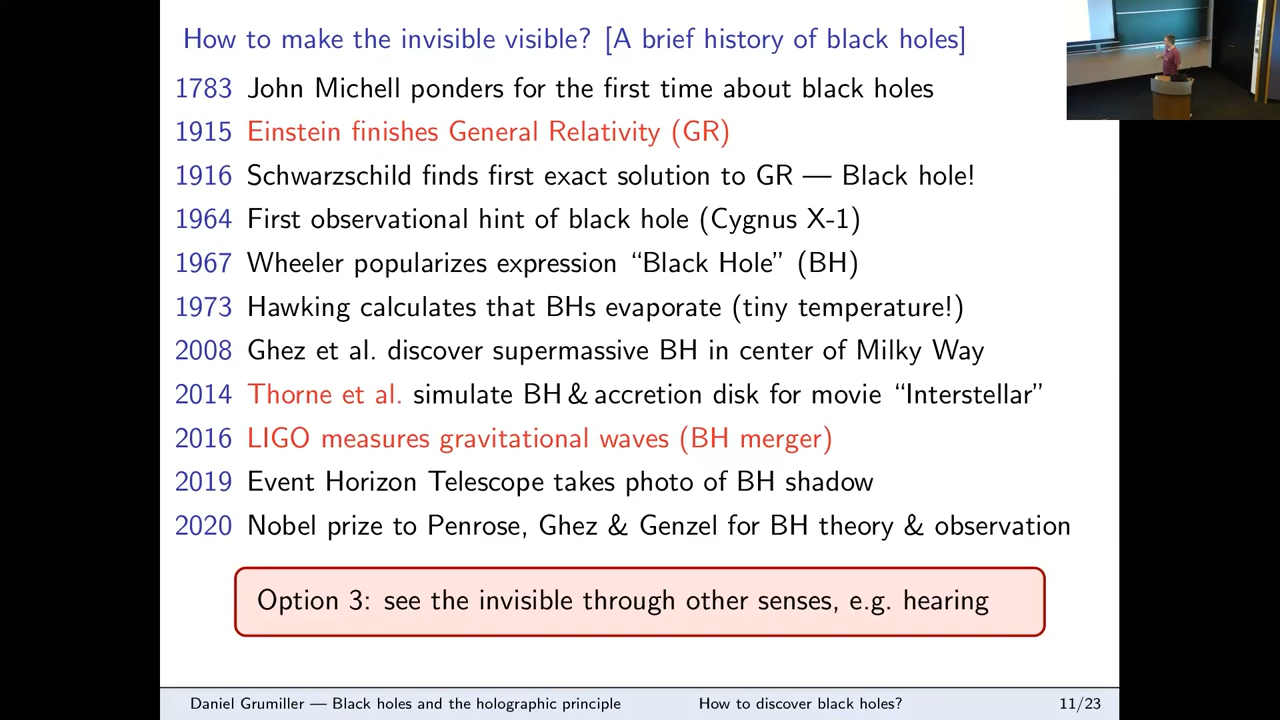 How to make the invisible visible? [A brief history of black holes]
1783 John Michell ponders for the first time about black holes
1915 Einstein finishes General Relativity (GR)
1916 Schwarzschild finds first exact solution to GR — Black hole!
1964 First observational hint of black hole (Cygnus X-1)
1967 Wheeler popularizes expression “Black Hole” (BH)
1973 Hawking calculates that BHs evaporate (tiny temperature!)
2008 Ghez et al. discover supermassive BH in center of Milky Way
2014 Thorne et al. simulate BH & accretion disk for movie “Interstellar”
2016 LIGO measures gravitational waves (BH merger)
2019 Event Horizon Telescope takes photo of BH shadow
2020 Nobel prize to Penrose, Ghez & Genzel for BH theory & observation
Option 3: see the invisible through other senses, e.g. hearing
Daniel Grumiller — Black holes and the holographic principle How to discover black holes? 11/23